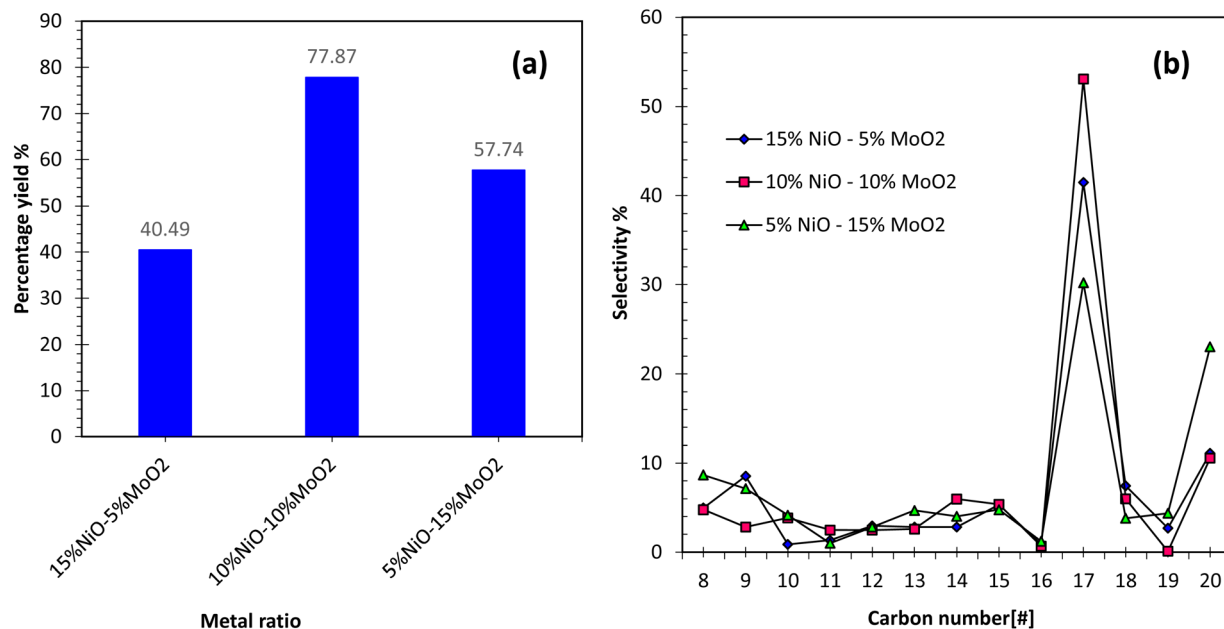 (a)
Percentage yield %
90
80
70
60
50
40
30
20
10
0
40.49
77.87
57.74
15%NiO-5%MoO2
10%NiO-10%MoO2
5%NiO-15%MoO2
Metal ratio
(b)
Selectivity %
60
50
40
30
20
10
0
15% NiO - 5% MoO2
10% NiO - 10% MoO2
5% NiO - 15% MoO2
8 9 10 11 12 13 14 15 16 17 18 19 20
Carbon number[#]